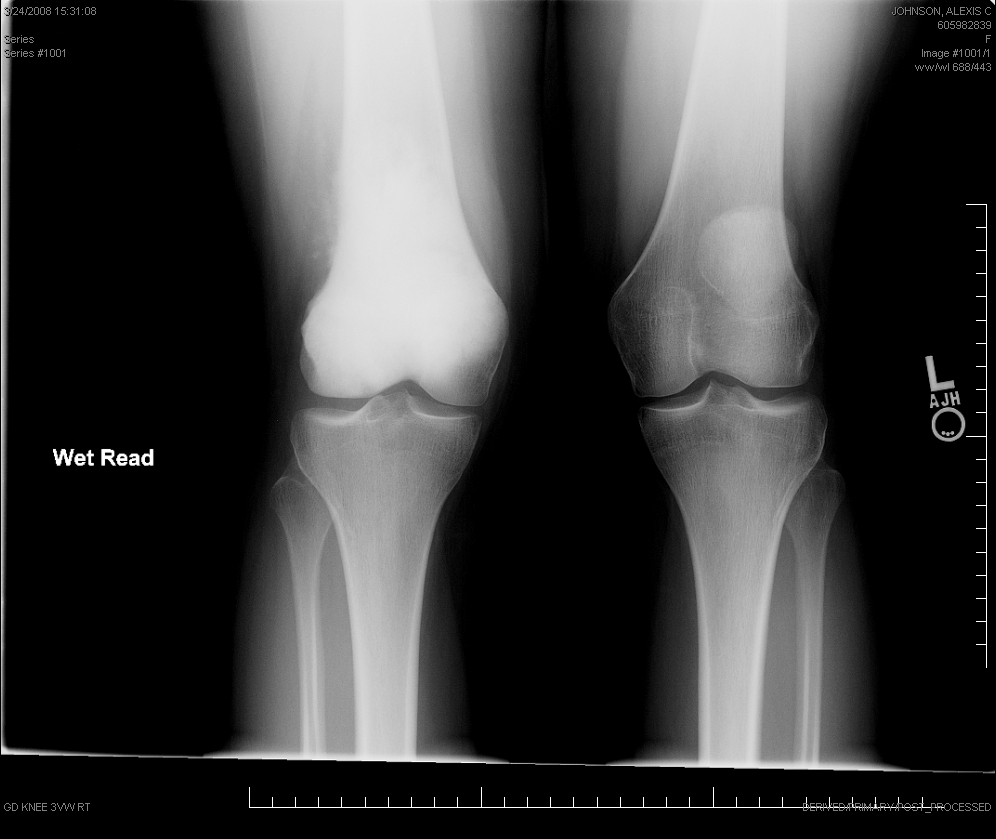 3/24/2008 15:31:08
JOHNSON, ALEXIS C
605982839
F
Series
Image #1001/1
Series #1001
ww/wl 688/443
L
AJH
Wet Read
GD KNEE 3VW RT
DERIVED/PRIMARY/POST_PROCESSED